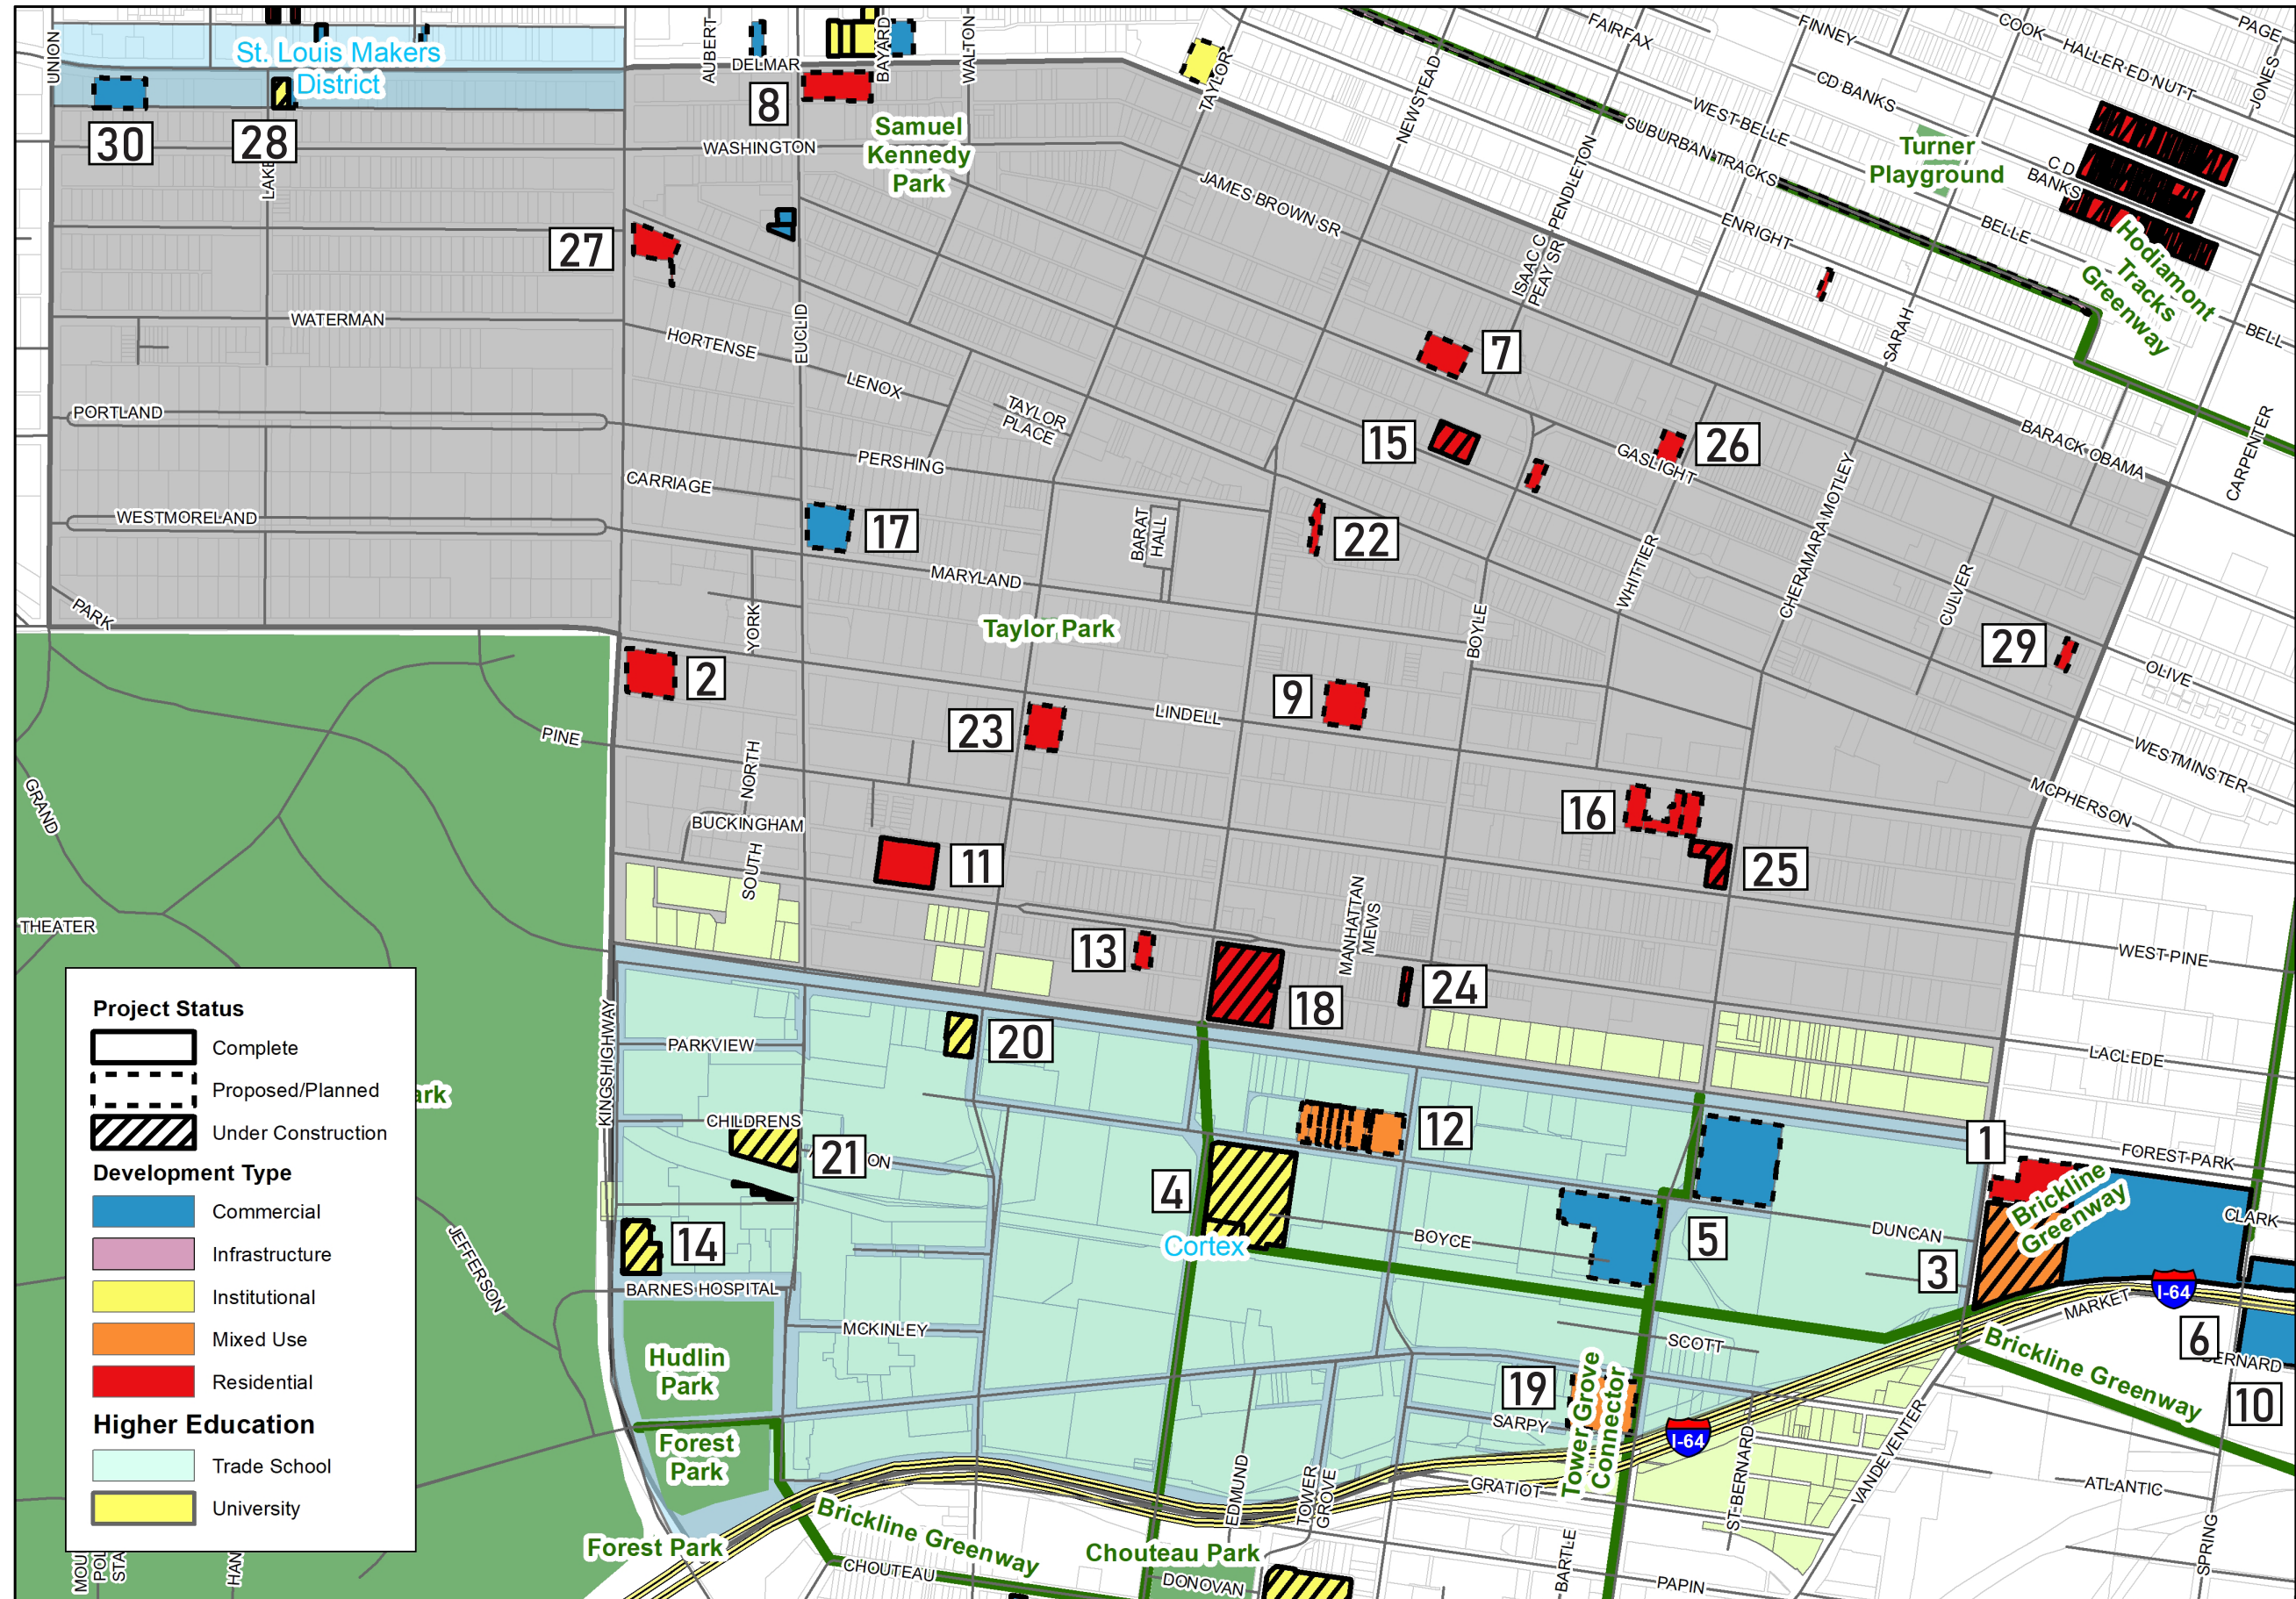 UNION
St. Louis Makers
District
AUBERT
DELMAR
BAYARD
WALTON
TAYLOR
NEWSTEAD
FAIRFAX
FINNEY
COOK
HALLER ED NUTT
PAGE
JONES
CD BANKS
WEST BELLE
SUBURBAN TRACKS
Turner
Playground
C D
BANKS
BELLE
ENRIGHT
Hodiamont
Tracks
Greenway
BELL
30
28
LAKE
8
WASHINGTON
Samuel
Kennedy
Park
JAMES BROWN SR
ISAAC C
PEAY SR
PENDLETON
SARAH
27
WATERMAN
HORTENSE
EUCLID
LENOX
TAYLOR
PLACE
7
15
26
GASLIGHT
BARACK OBAMA
CARPENTER
PORTLAND
PERSHING
CARRIAGE
WESTMORELAND
17
BARAT
HALL
22
MARYLAND
WHITTIER
CHERAMARA MOTLEY
CULVER
PARK
YORK
Taylor Park
BOYLE
29
OLIVE
2
9
LINDELL
23
PINE
WESTMINSTER
MCPHERSON
GRAND
NORTH
BUCKINGHAM
SOUTH
11
16
25
THEATER
MANHATTAN
MEWS
13
18
24
WEST PINE
LACLEDE
KINGSHIGHWAY
PARKVIEW
20
CHILDRENS
21
ON
12
1
FOREST PARK
4
Brickline
Greenway
CLARK
Cortex
BOYCE
5
DUNCAN
3
14
BARNES HOSPITAL
MARKET
I-64
6
BERNARD
JEFFERSON
MCKINLEY
SCOTT
Brickline Greenway
10
Hudlin
Park
19
SARPY
Tower Grove
Connector
I-64
Forest
Park
EDMUND
TOWER
GROVE
GRATIOT
ST BERNARD
VANDEVENTER
ATLANTIC
Forest Park
Brickline Greenway
CHOUTEAU
Chouteau Park
DONOVAN
BARTLE
PAPIN
SPRING
Project Status
Complete
Proposed/Planned
Under Construction
Development Type
Commercial
Infrastructure
Institutional
Mixed Use
Residential
Higher Education
Trade School
University
ark
MOU
POL
STA
HAN